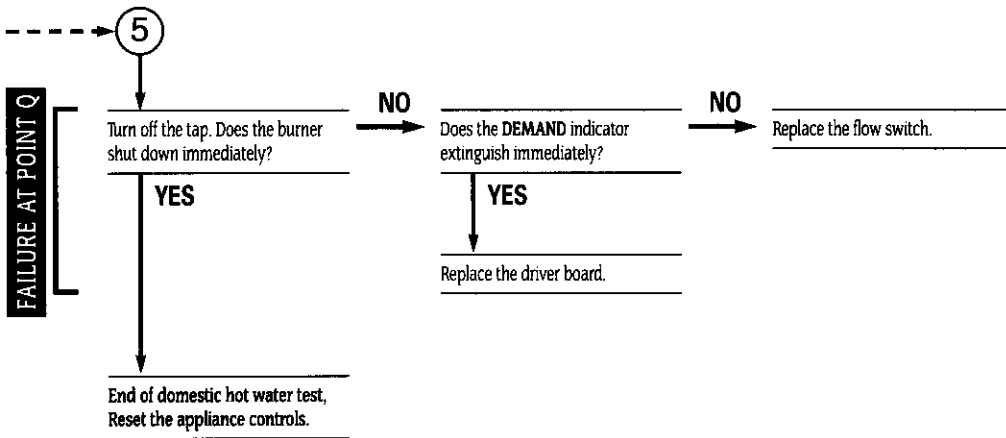 5
FAILURE AT POINT Q
Turn off the tap. Does the burner
shut down immediately?
NO
Does the DEMAND indicator
extinguish immediately?
NO
Replace the flow switch.
YES
YES
Replace the driver board.
End of domestic hot water test,
Reset the appliance controls.